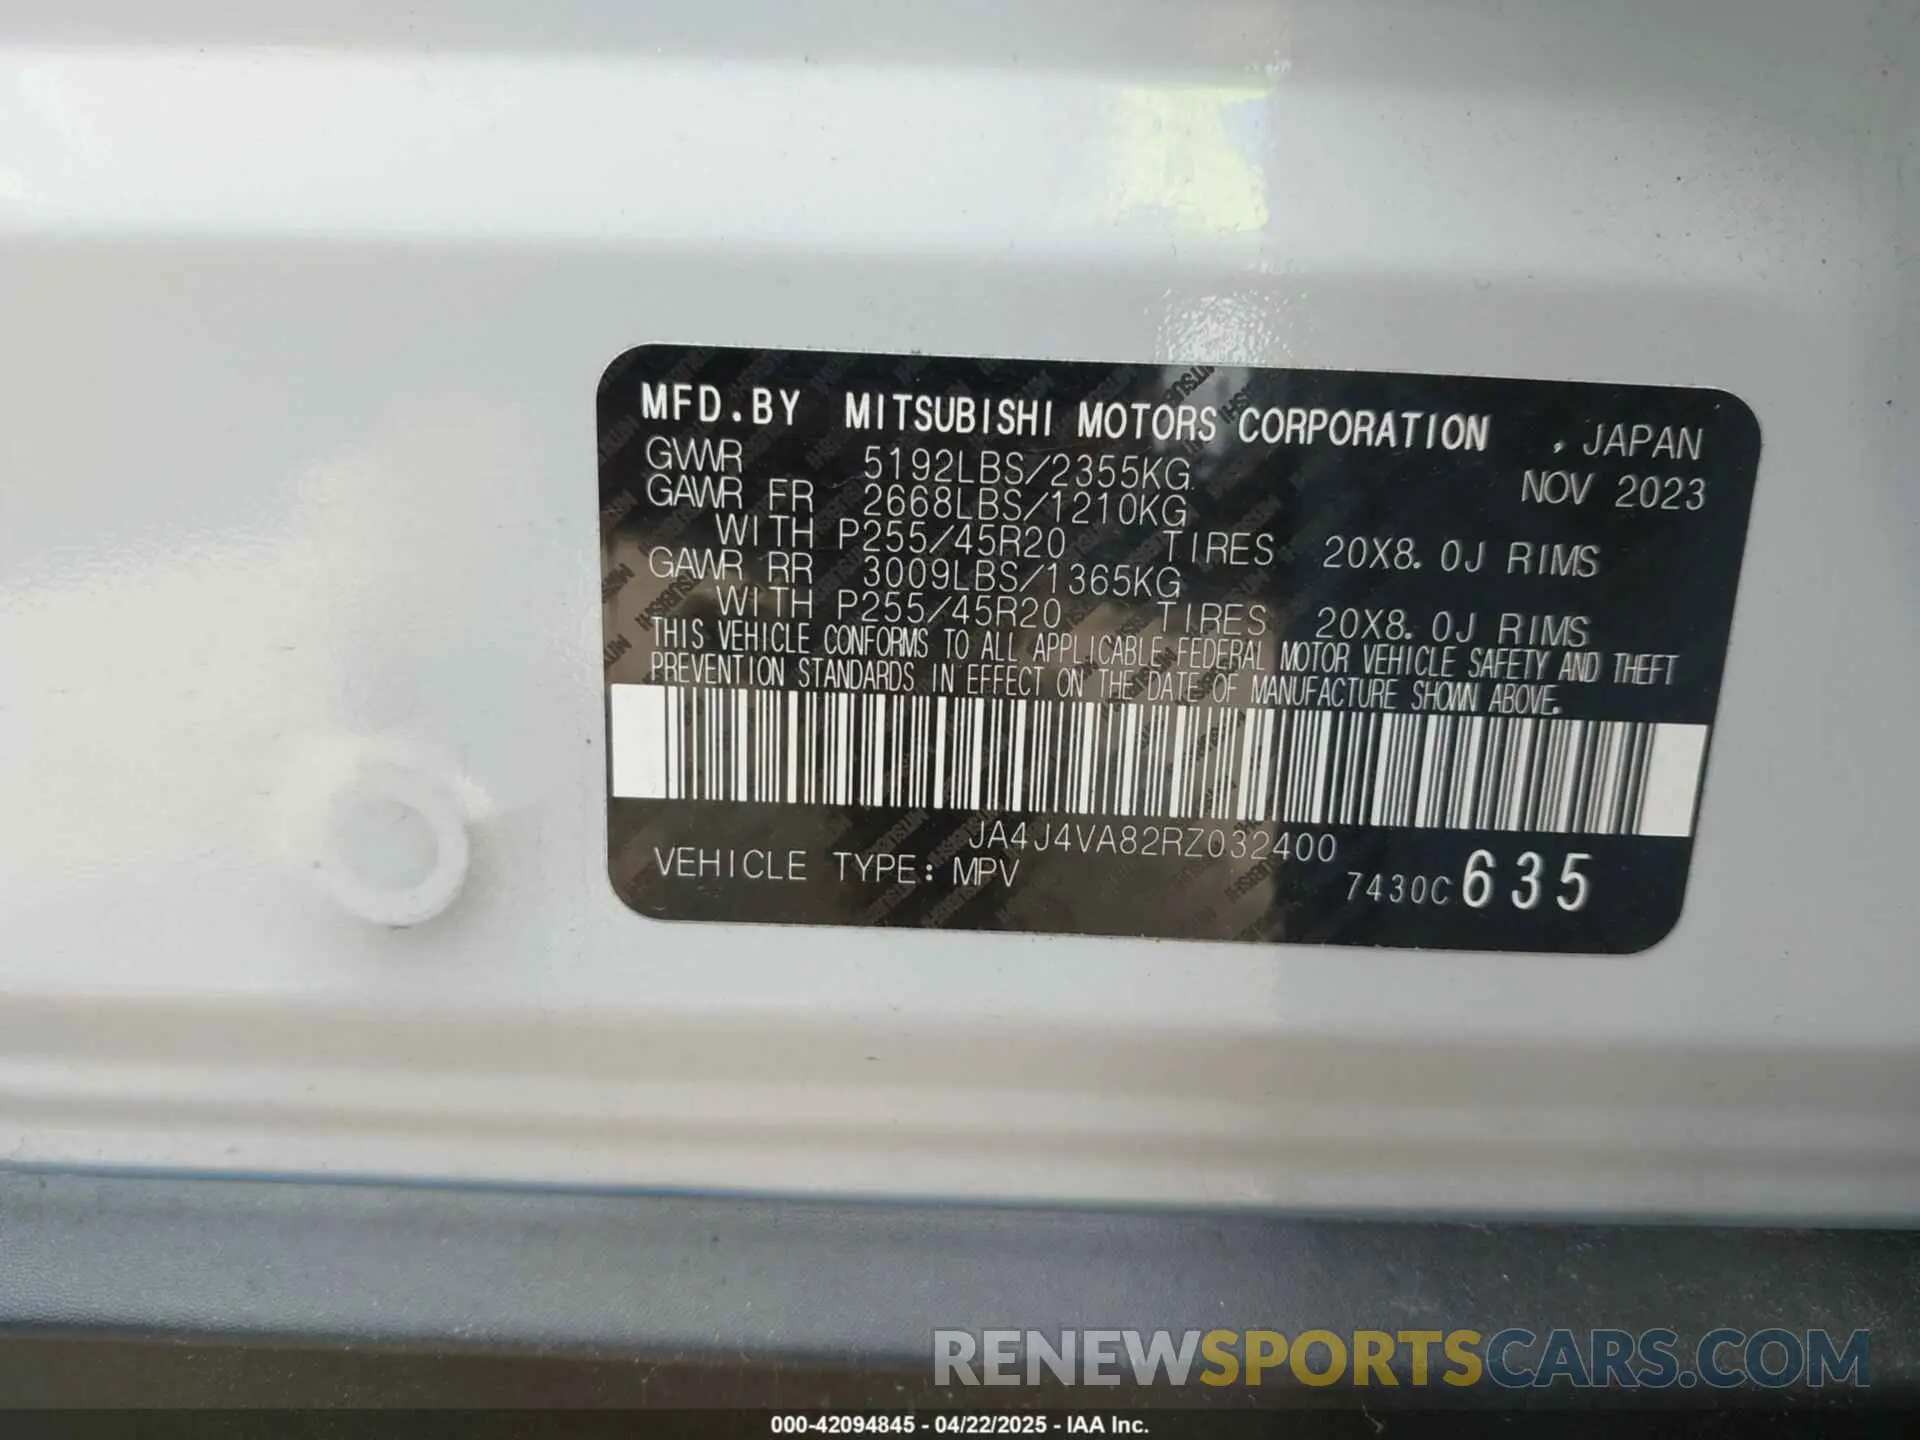 MFD.BY MITSUBISHI MOTORS CORPORATION , JAPAN
GVWR 5192LBS/2355KG NOV 2023
GAWR FR 2668LBS/1210KG
WITH P255/45R20 TIRES 20X8.0J RIMS
GAWR RR 3009LBS/1365KG
WITH P255/45R20 TIRES 20X8.0J RIMS
THIS VEHICLE CONFORMS TO ALL APPLICABLE FEDERAL MOTOR VEHICLE SAFETY AND THEFT
PREVENTION STANDARDS IN EFFECT ON THE DATE OF MANUFACTURE SHOWN ABOVE.
JA4J4VA82RZ032400
VEHICLE TYPE: MPV 7430C 635
RENEWSPORTSCARS.COM
000-42094845 - 04/22/2025 - IAA Inc.